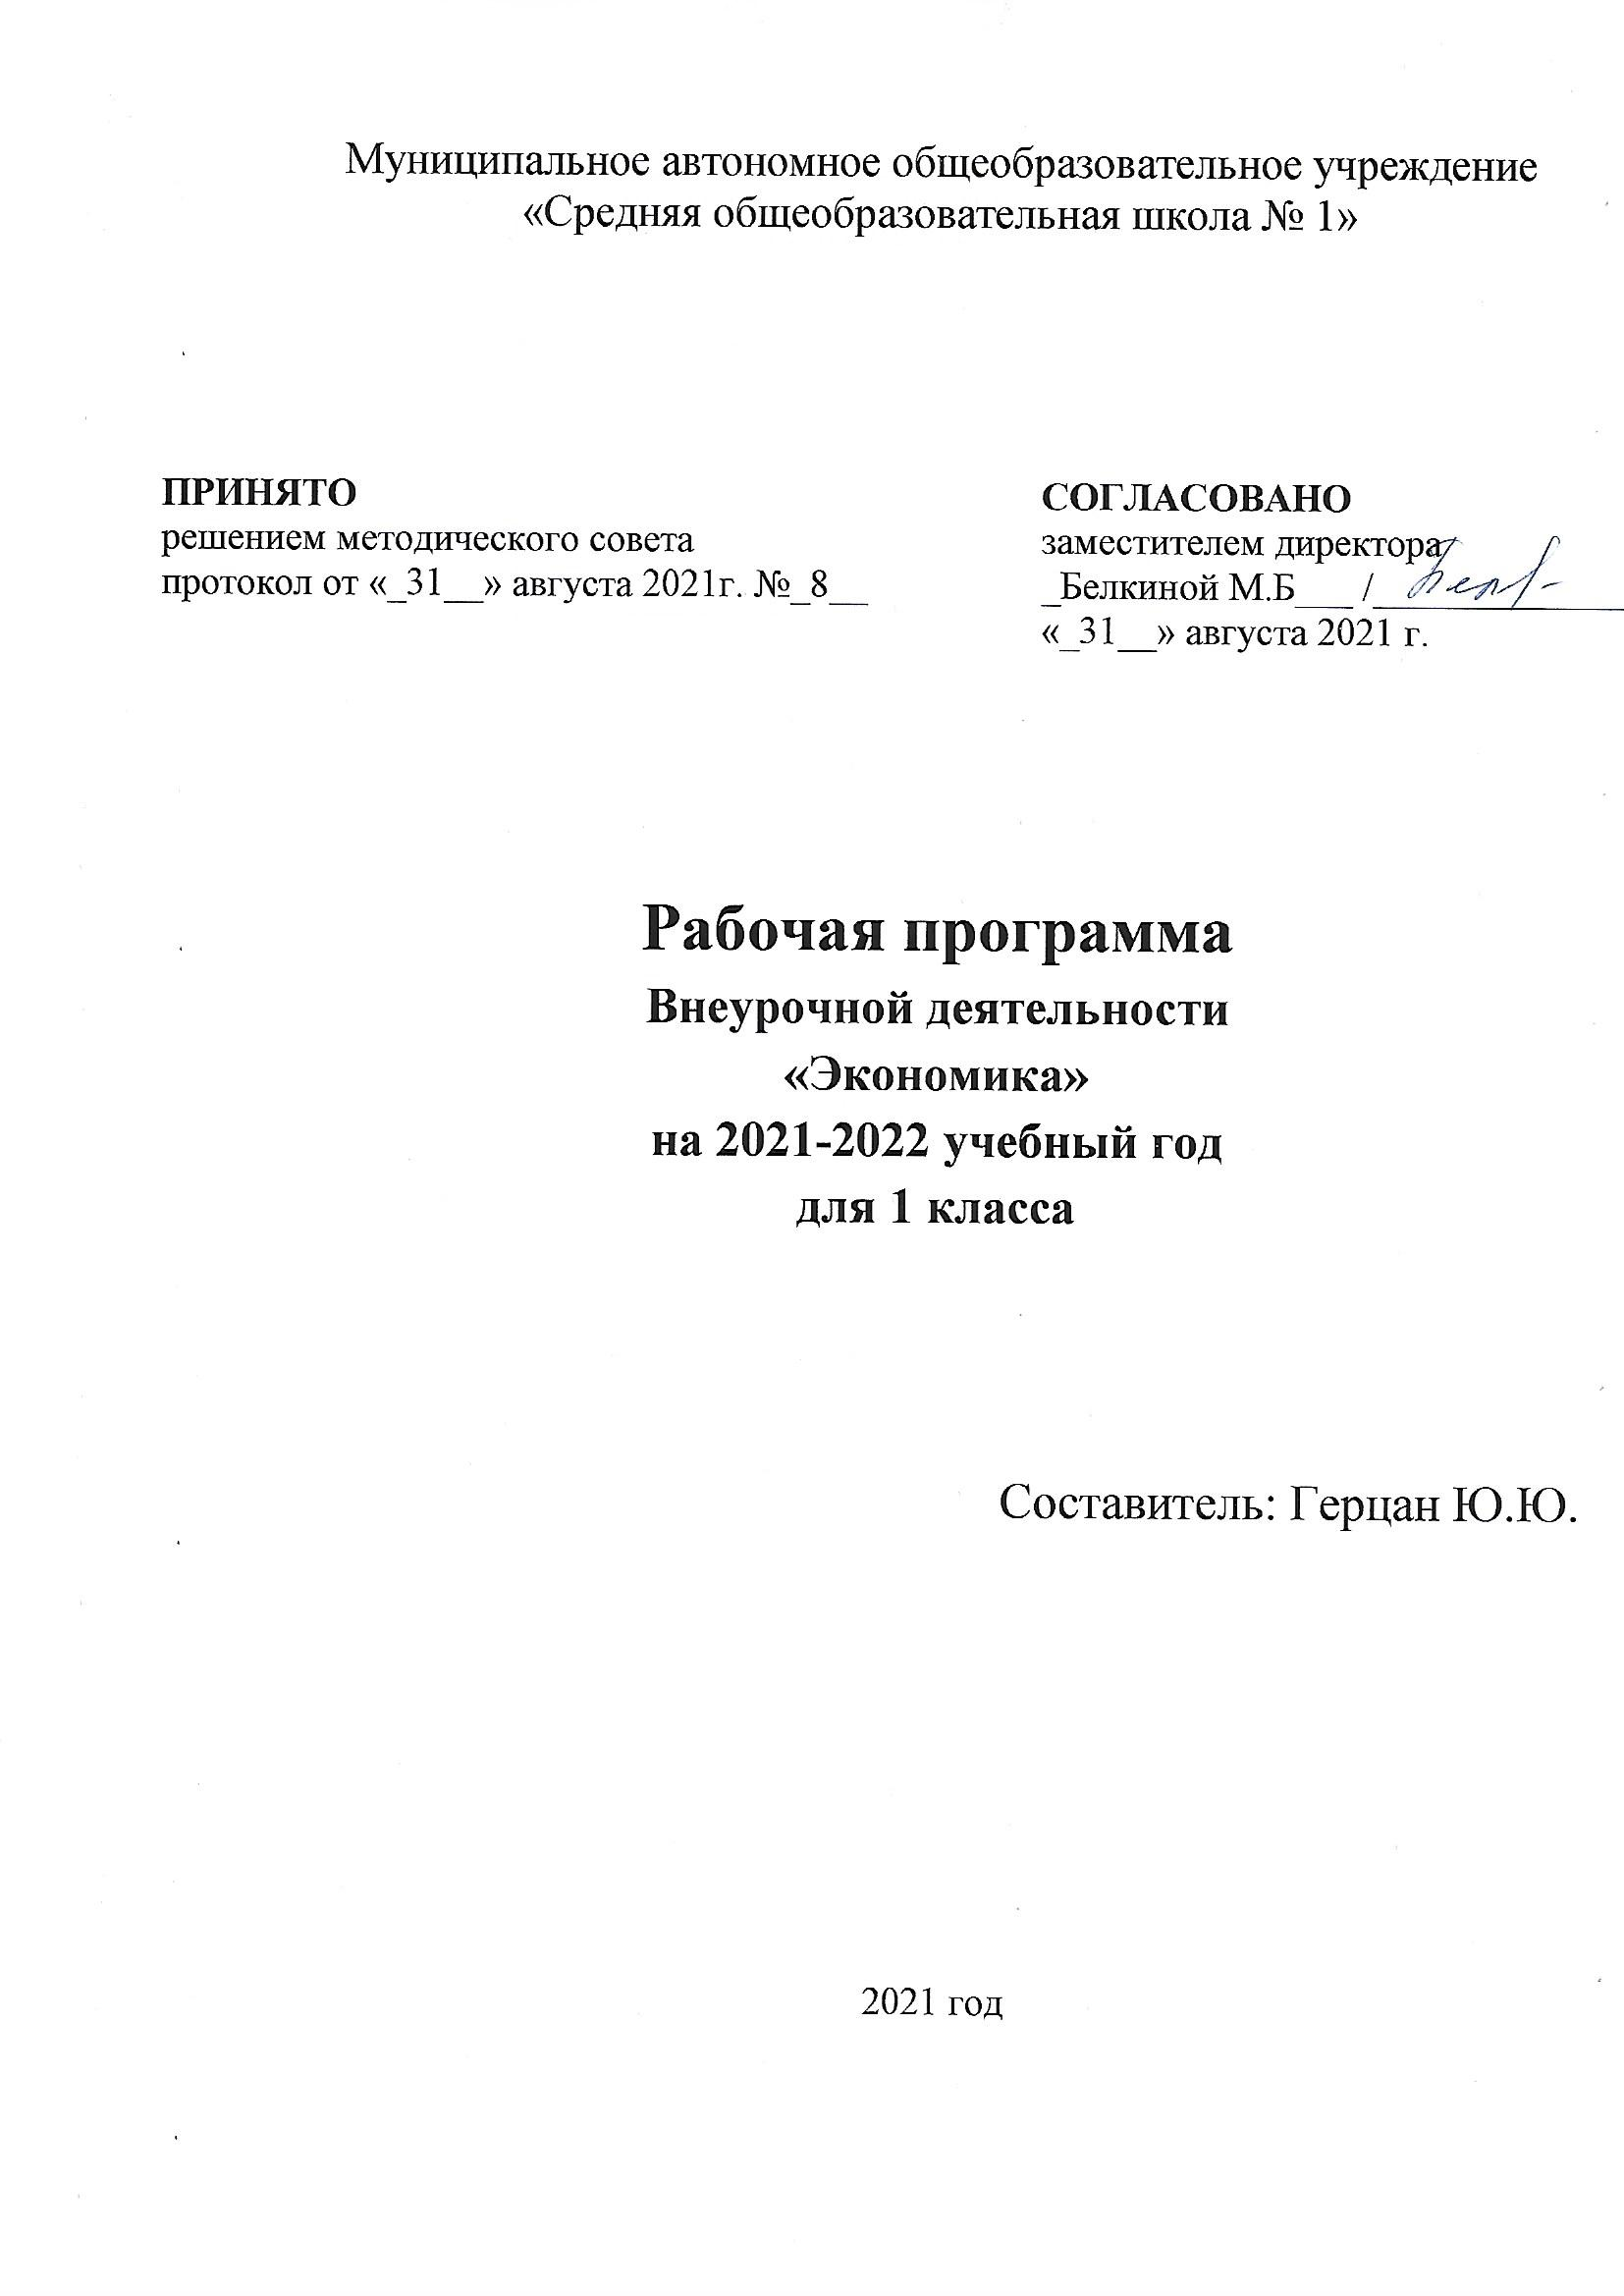 Муниципальное автономное общеобразовательное учреждение
«Средняя общеобразовательная школа № 1»
ПРИНЯТО
решением методического совета
протокол от «_31__» августа 2021г. №_8__
СОГЛАСОВАНО
заместителем директора
_Белкиной М.Б___ /______________
«_31__» августа 2021 г.
Рабочая программа
Внеурочной деятельности
«Экономика»
на 2021-2022 учебный год
для 1 класса
Составитель: Герцан Ю.Ю.
2021 год